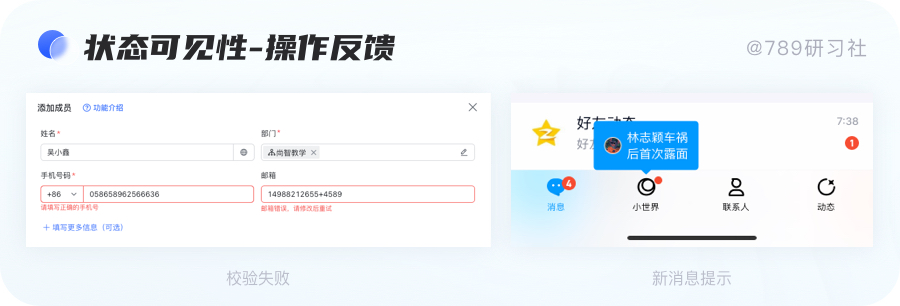 状态可见性-操作反馈
@789研习社
添加成员 功能介绍
姓名*
吴小鑫
部门*
尚智教学
手机号码*
+86 058658962566636
请填写正确的手机号
邮箱
14988212655+4589
邮箱错误，请修改后重试
+ 填写更多信息（可选）
校验失败
好友动态
7:38
好友
1
林志颖车祸
后首次露面
4
消息
小世界
联系人
动态
新消息提示